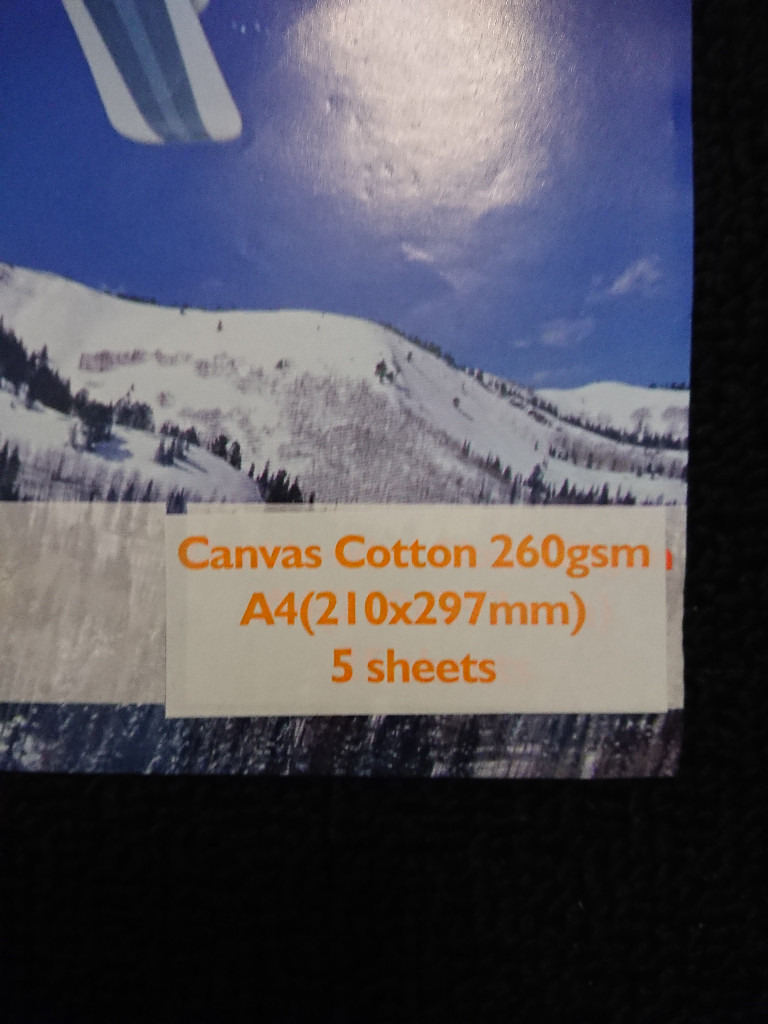 Canvas Cotton 260gsm
A4(210x297mm)
5 sheets